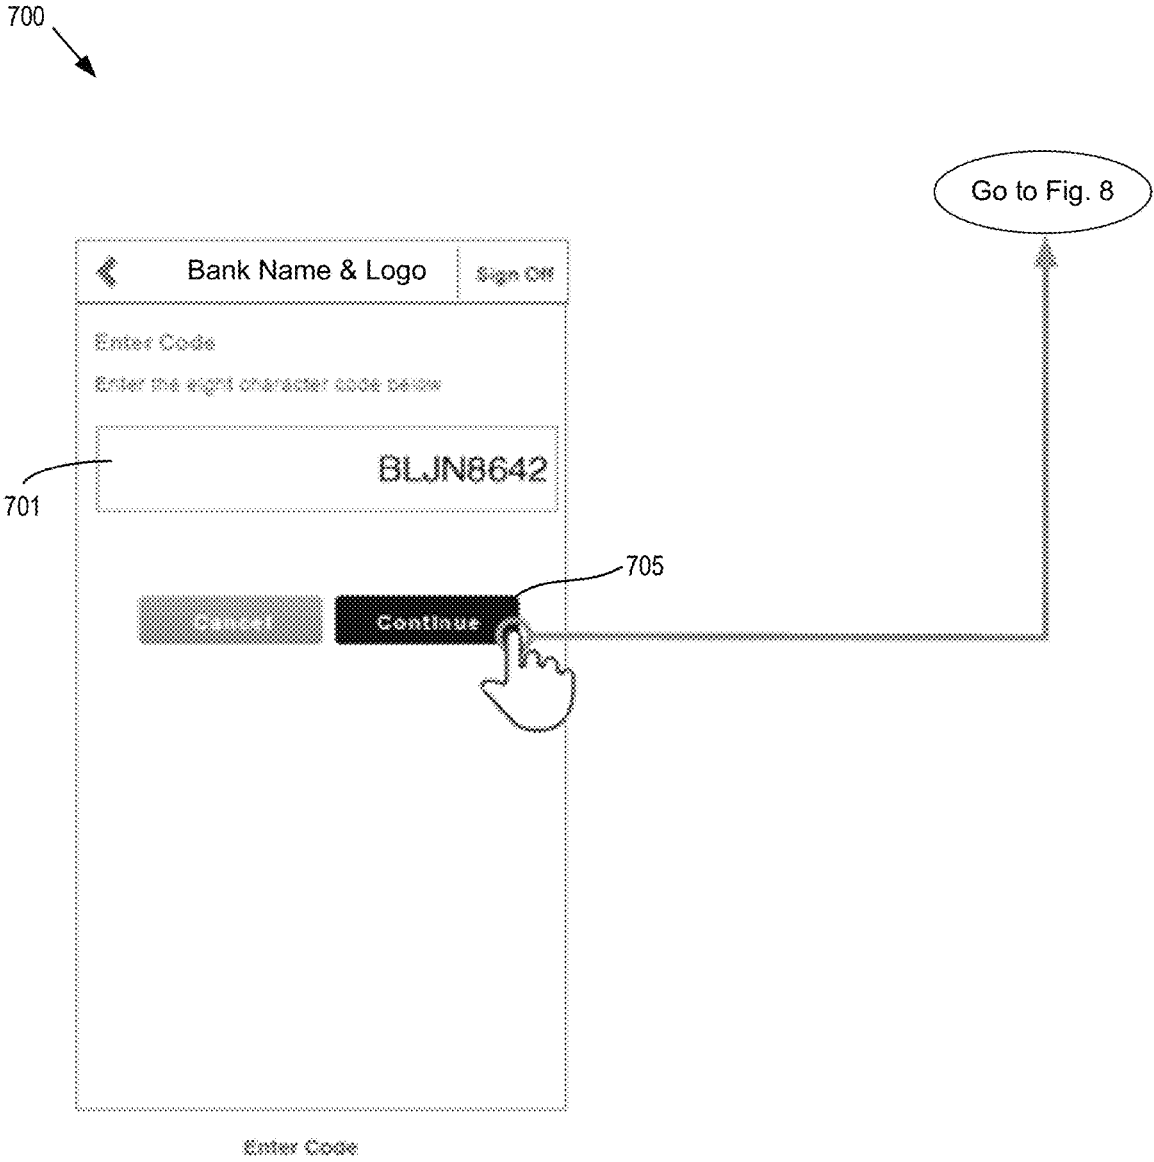 700
Go to Fig. 8
Bank Name & Logo
Sign Off
Enter Code
Enter the eight character code below
BLJN8642
701
705
Cancel
Continue
Enter Code